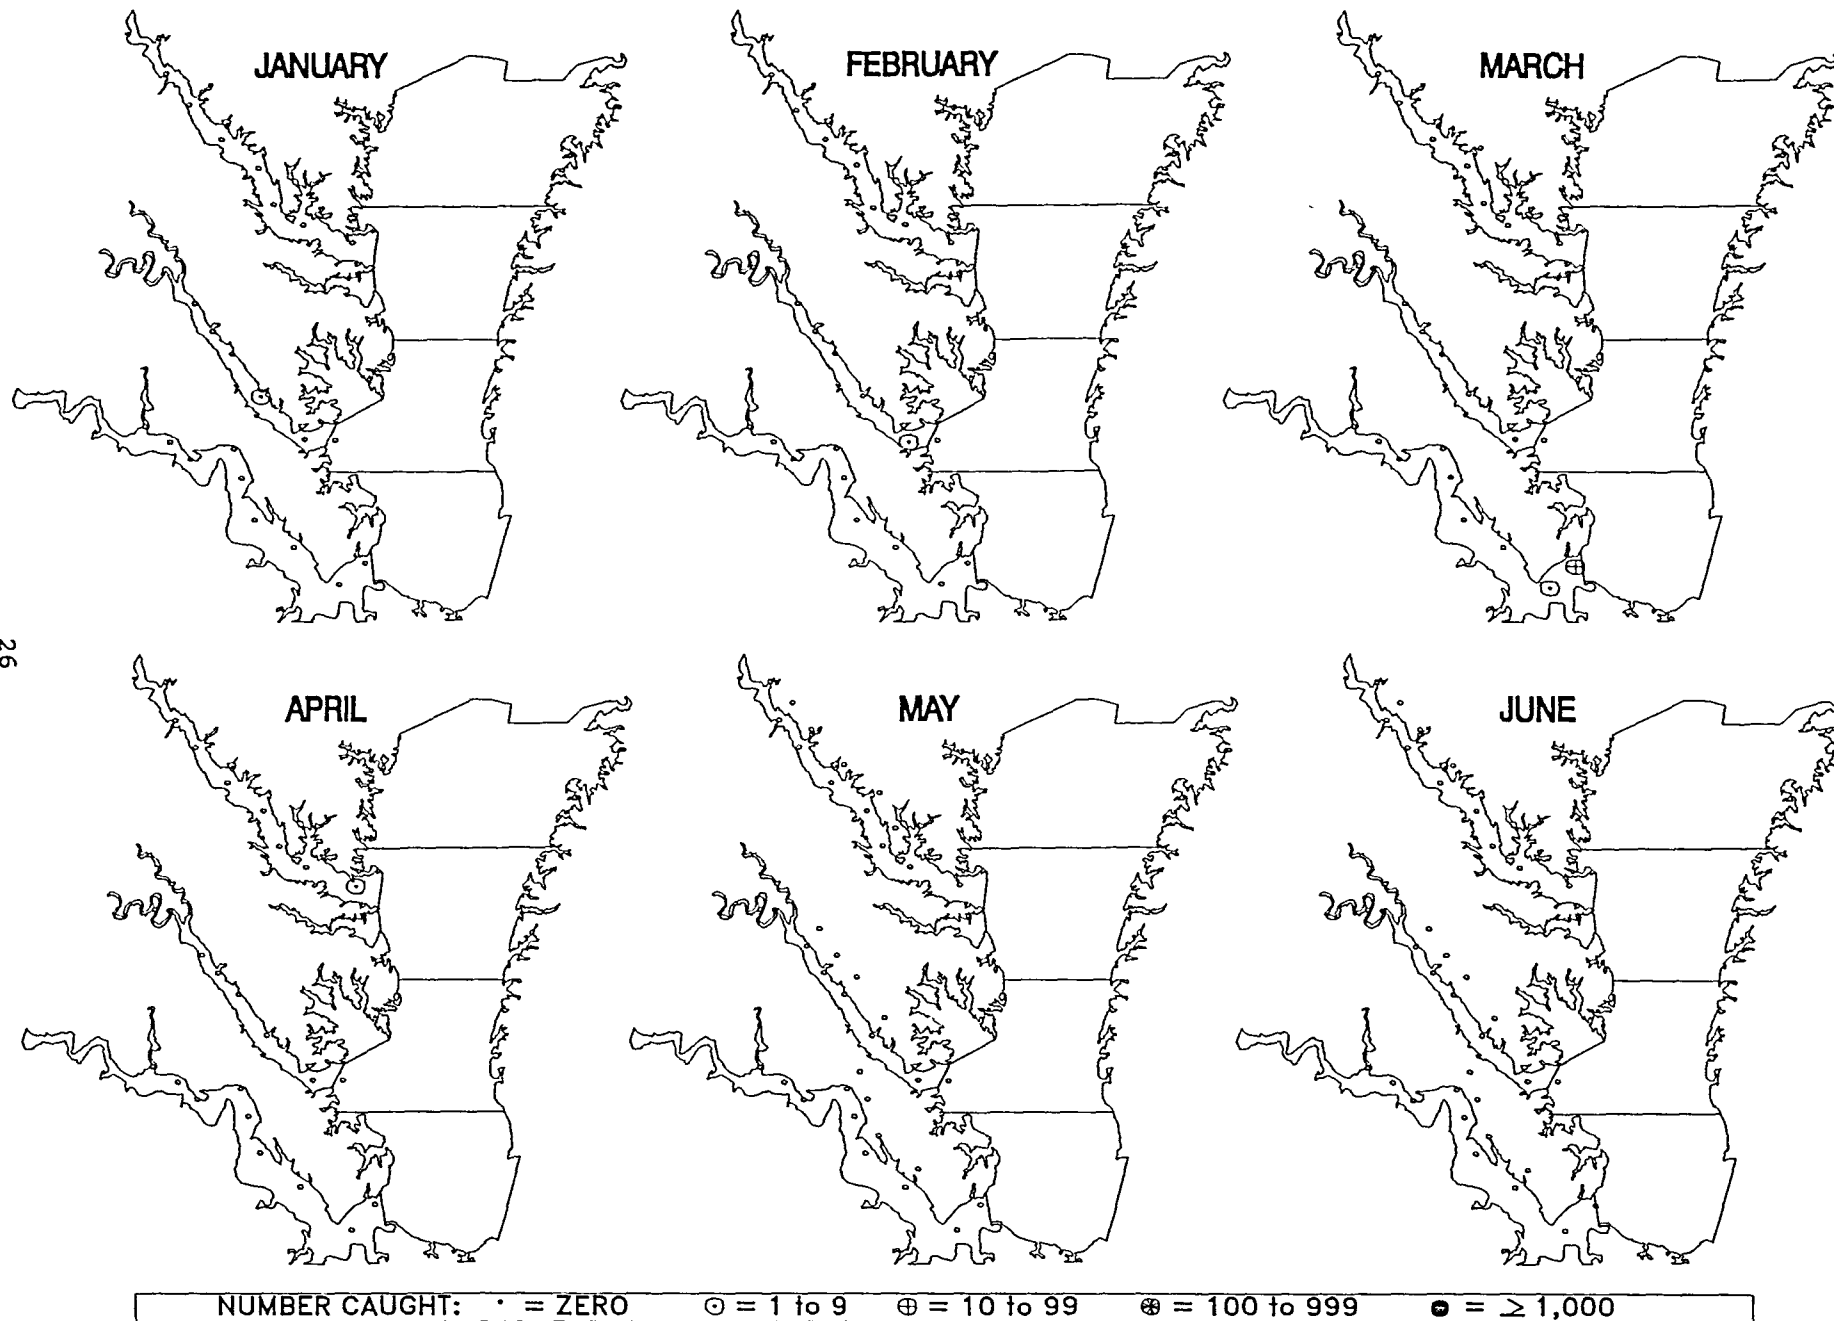 JANUARY
FEBRUARY
MARCH
26
APRIL
MAY
JUNE
NUMBER CAUGHT: · = ZERO ⊙ = 1 to 9 ⊕ = 10 to 99 ⊛ = 100 to 999 = ≥ 1,000